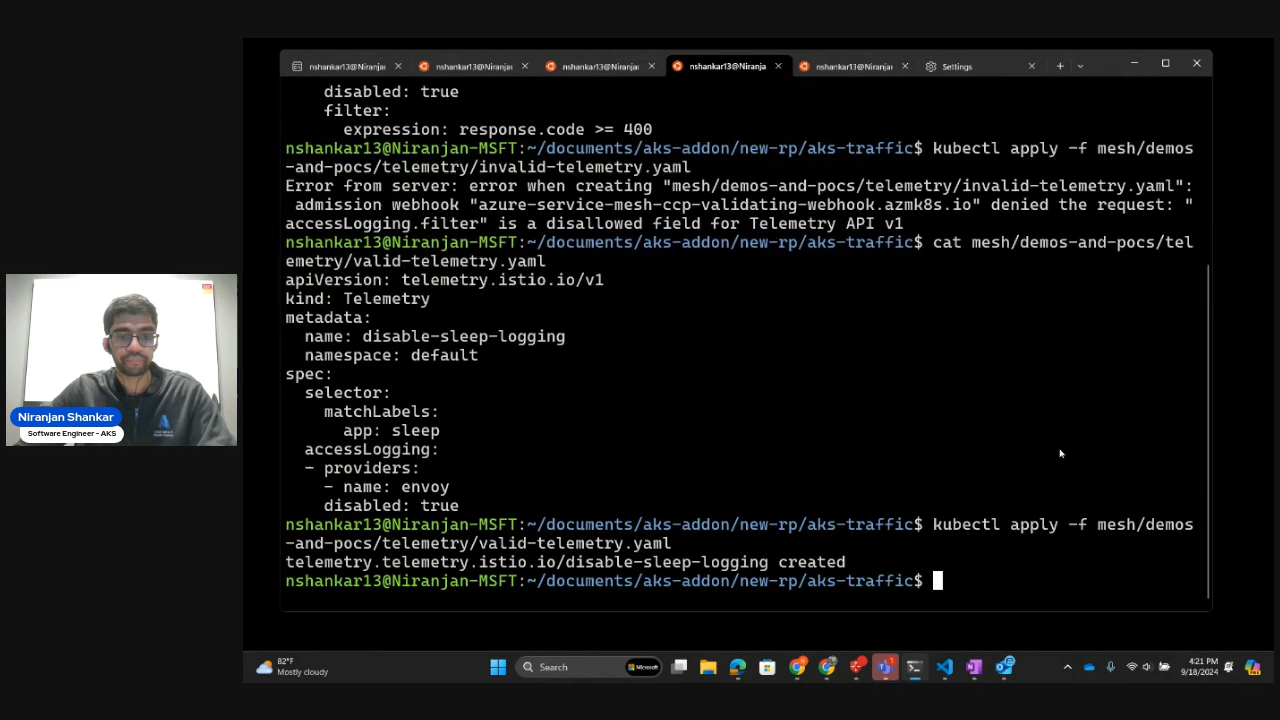 nshankar13@Niranjar
nshankar13@Niranjar
nshankar13@Niranjar
nshankar13@Niranja
nshankar13@Niranjar
Settings
disabled: true
filter:
expression: response.code >= 400
nshankar13@Niranjan-MSFT:~/documents/aks-addon/new-rp/aks-traffic$ kubectl apply -f mesh/demos
-and-pocs/telemetry/invalid-telemetry.yaml
Error from server: error when creating "mesh/demos-and-pocs/telemetry/invalid-telemetry.yaml":
admission webhook "azure-service-mesh-ccp-validating-webhook.azmk8s.io" denied the request: "
accessLogging.filter" is a disallowed field for Telemetry API v1
nshankar13@Niranjan-MSFT:~/documents/aks-addon/new-rp/aks-traffic$ cat mesh/demos-and-pocs/tel
emetry/valid-telemetry.yaml
apiVersion: telemetry.istio.io/v1
kind: Telemetry
metadata:
name: disable-sleep-logging
namespace: default
spec:
selector:
matchLabels:
app: sleep
accessLogging:
- providers:
- name: envoy
disabled: true
nshankar13@Niranjan-MSFT:~/documents/aks-addon/new-rp/aks-traffic$ kubectl apply -f mesh/demos
-and-pocs/telemetry/valid-telemetry.yaml
telemetry.telemetry.istio.io/disable-sleep-logging created
nshankar13@Niranjan-MSFT:~/documents/aks-addon/new-rp/aks-traffic$
Niranjan Shankar
Software Engineer - AKS
82°F
Mostly cloudy
Search
Microsoft
4:21 PM
9/18/2024